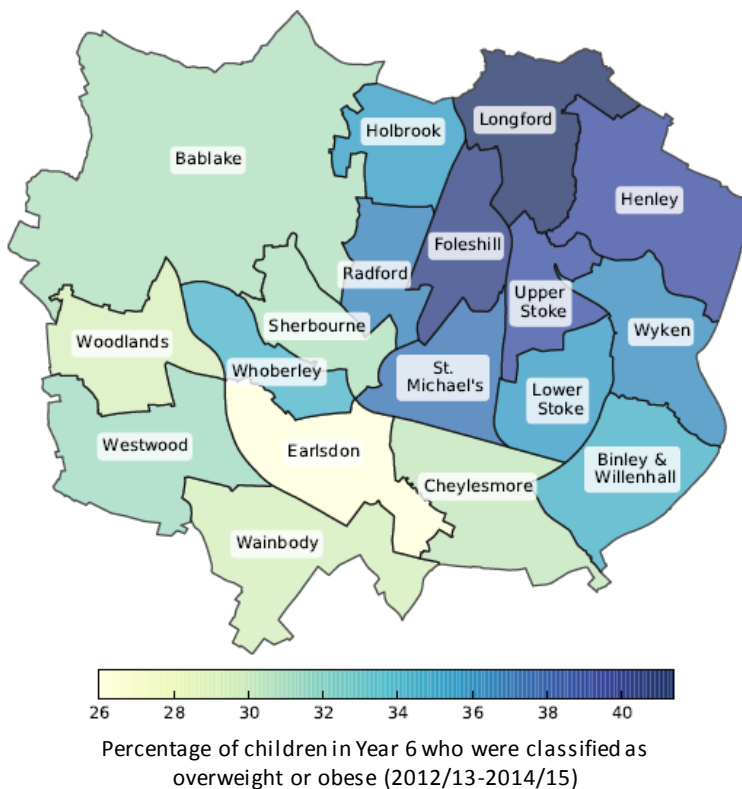 Longford
Holbrook
Bablake
Henley
Foleshill
Radford
Upper
Stoke
Sherbourne
Wyken
Woodlands
Whoberley
St.
Michael's
Lower
Stoke
Westwood
Earlsdon
Binley &
Willenhall
Cheylesmore
Wainbody
26 28 30 32 34 36 38 40
Percentage of children in Year 6 who were classified as
overweight or obese (2012/13-2014/15)